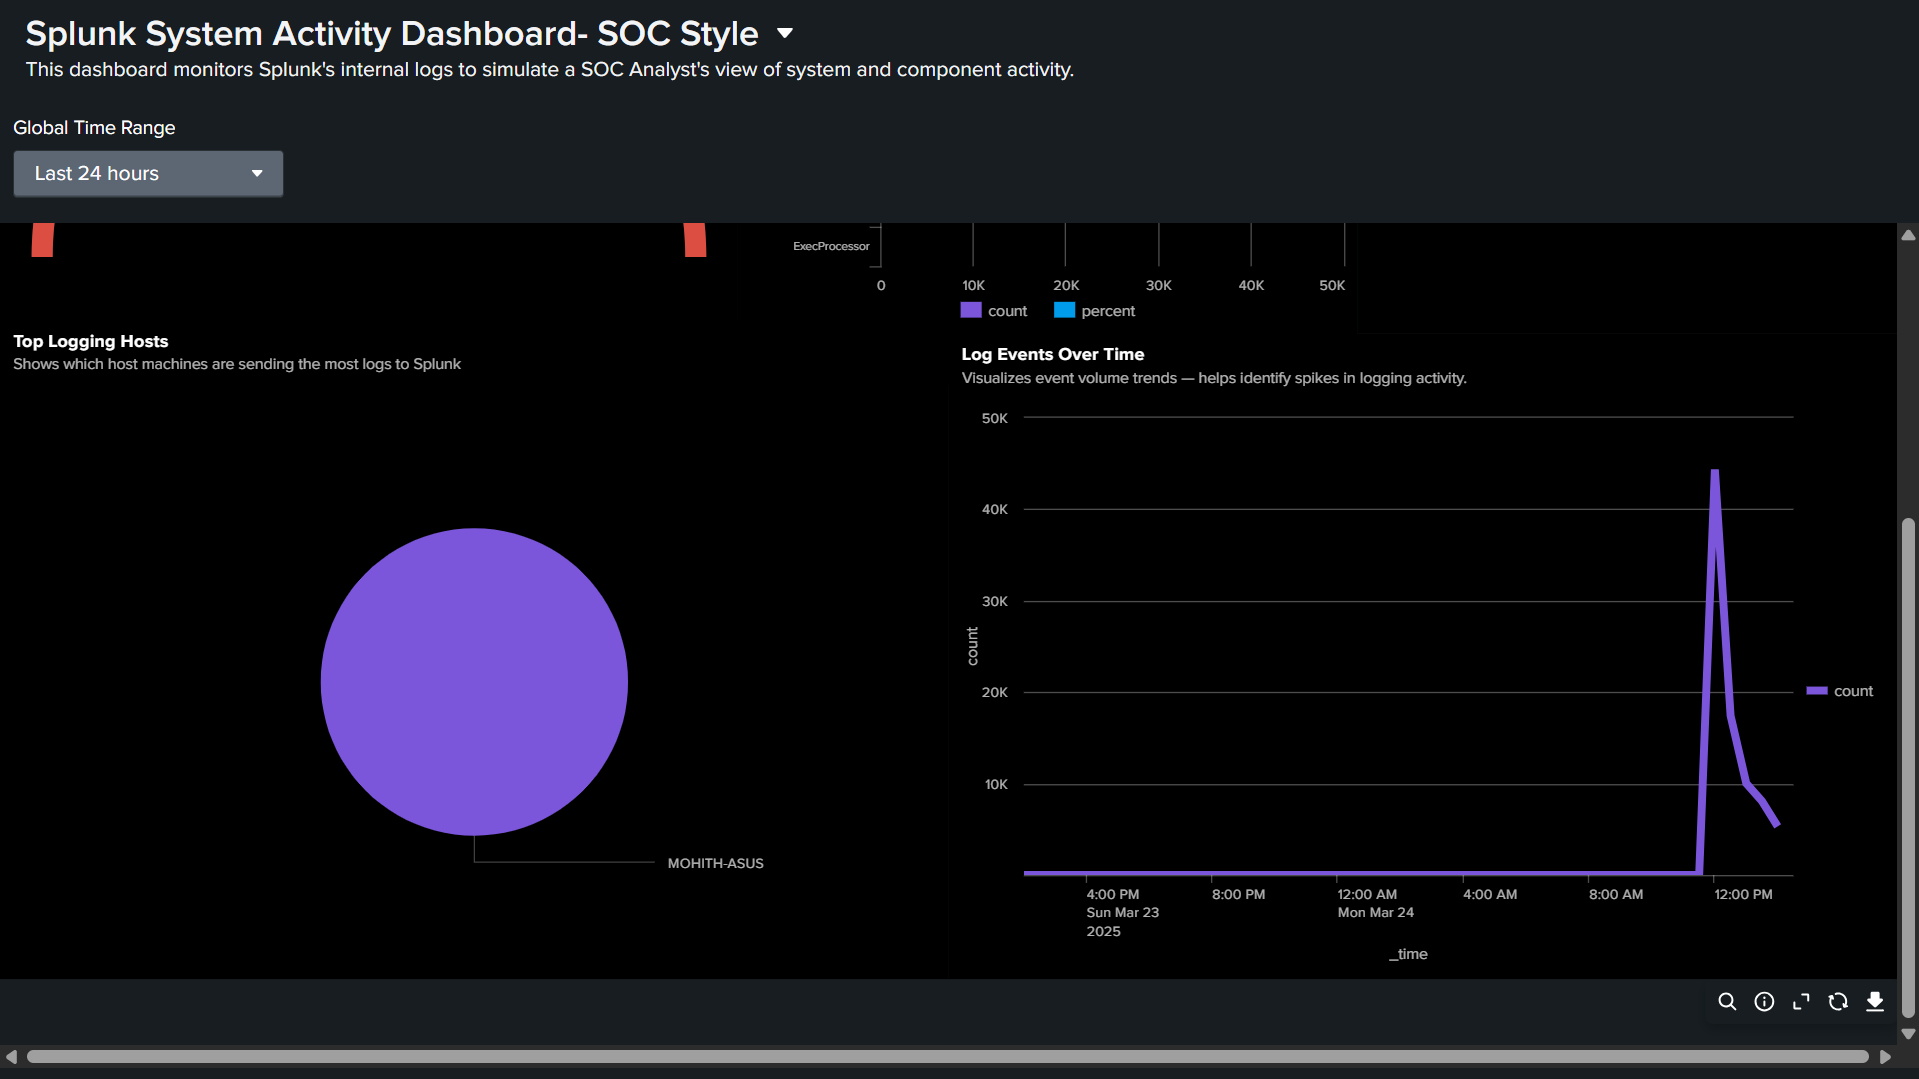 Splunk System Activity Dashboard- SOC Style
This dashboard monitors Splunk's internal logs to simulate a SOC Analyst's view of system and component activity.
Global Time Range
Last 24 hours
ExecProcessor
0 10K 20K 30K 40K 50K
count percent
Top Logging Hosts
Shows which host machines are sending the most logs to Splunk
MOHITH-ASUS
Log Events Over Time
Visualizes event volume trends — helps identify spikes in logging activity.
50K
40K
30K
20K
10K
count
count
4:00 PM 8:00 PM 12:00 AM 4:00 AM 8:00 AM 12:00 PM
Sun Mar 23 Mon Mar 24
2025
_time